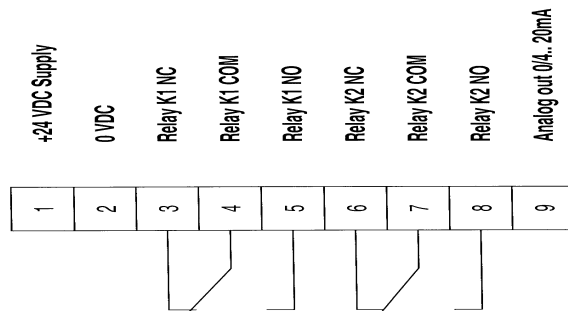 +24 VDC Supply
0 VDC
Relay K1 NC
Relay K1 COM
Relay K1 NO
Relay K2 NC
Relay K2 COM
Relay K2 NO
Analog out 0/4.. 20mA
1
2
3
4
5
6
7
8
9